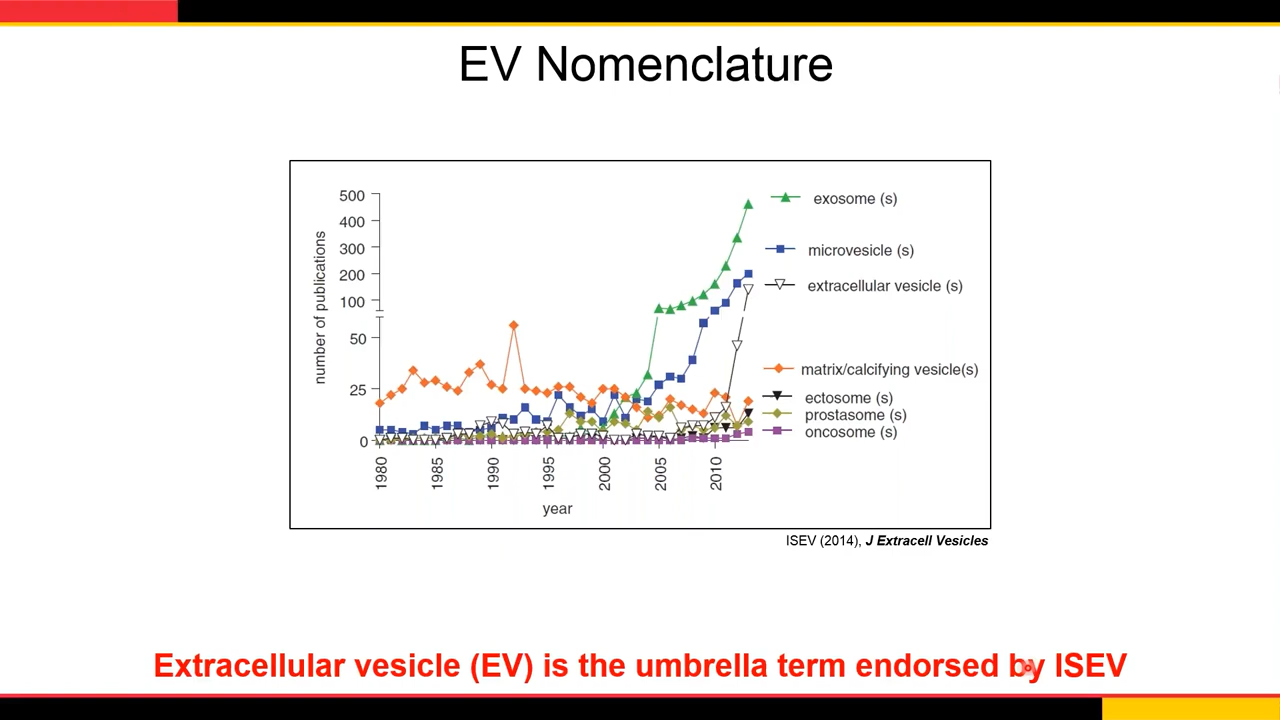 EV Nomenclature
500
400
300
200
100
50
25
0
number of publications
1980
1985
1990
1995
2000
2005
2010
year
exosome (s)
microvesicle (s)
extracellular vesicle (s)
matrix/calcifying vesicle(s)
ectosome (s)
prostasome (s)
oncosome (s)
ISEV (2014), J Extracell Vesicles
Extracellular vesicle (EV) is the umbrella term endorsed by ISEV